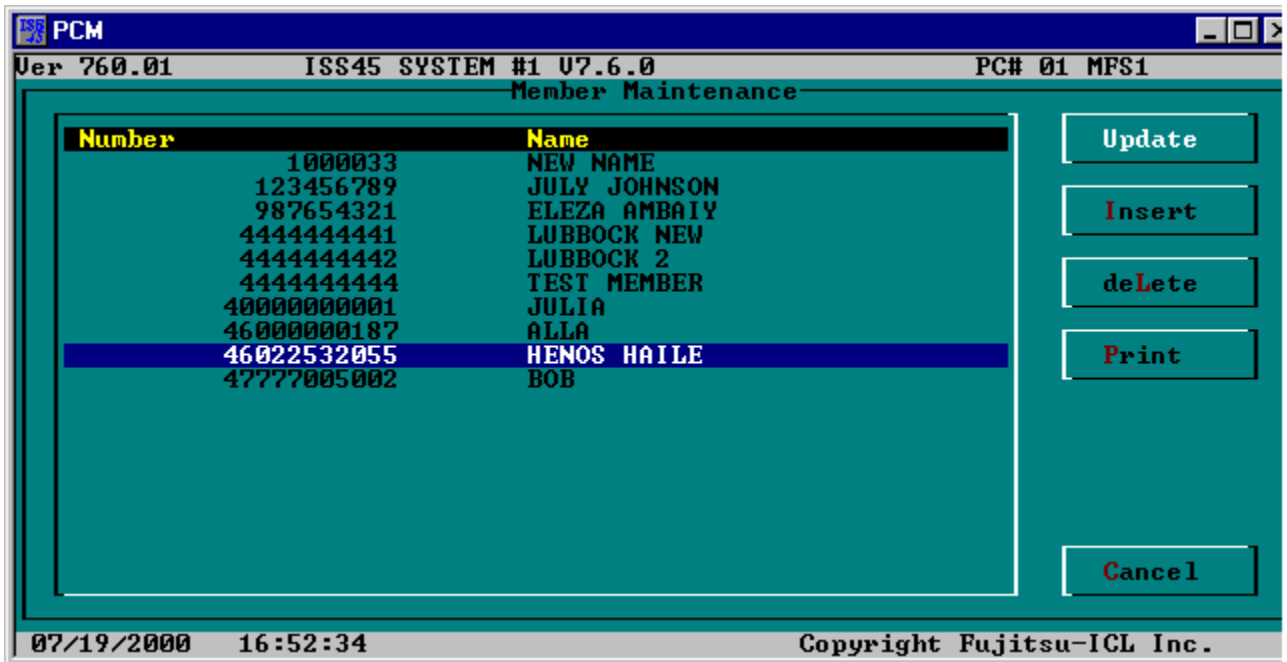 PCM
Ver 760.01 ISS45 SYSTEM #1 V7.6.0 PC# 01 MFS1
Member Maintenance
Number Name
1000033 NEW NAME
123456789 JULY JOHNSON
987654321 ELEZA AMBAIY
4444444441 LUBBOCK NEW
4444444442 LUBBOCK 2
4444444444 TEST MEMBER
40000000001 JULIA
46000000187 ALLA
46022532055 HENOS HAILE
47777005002 BOB
Update
Insert
deLete
Print
Cancel
07/19/2000 16:52:34 Copyright Fujitsu-ICL Inc.